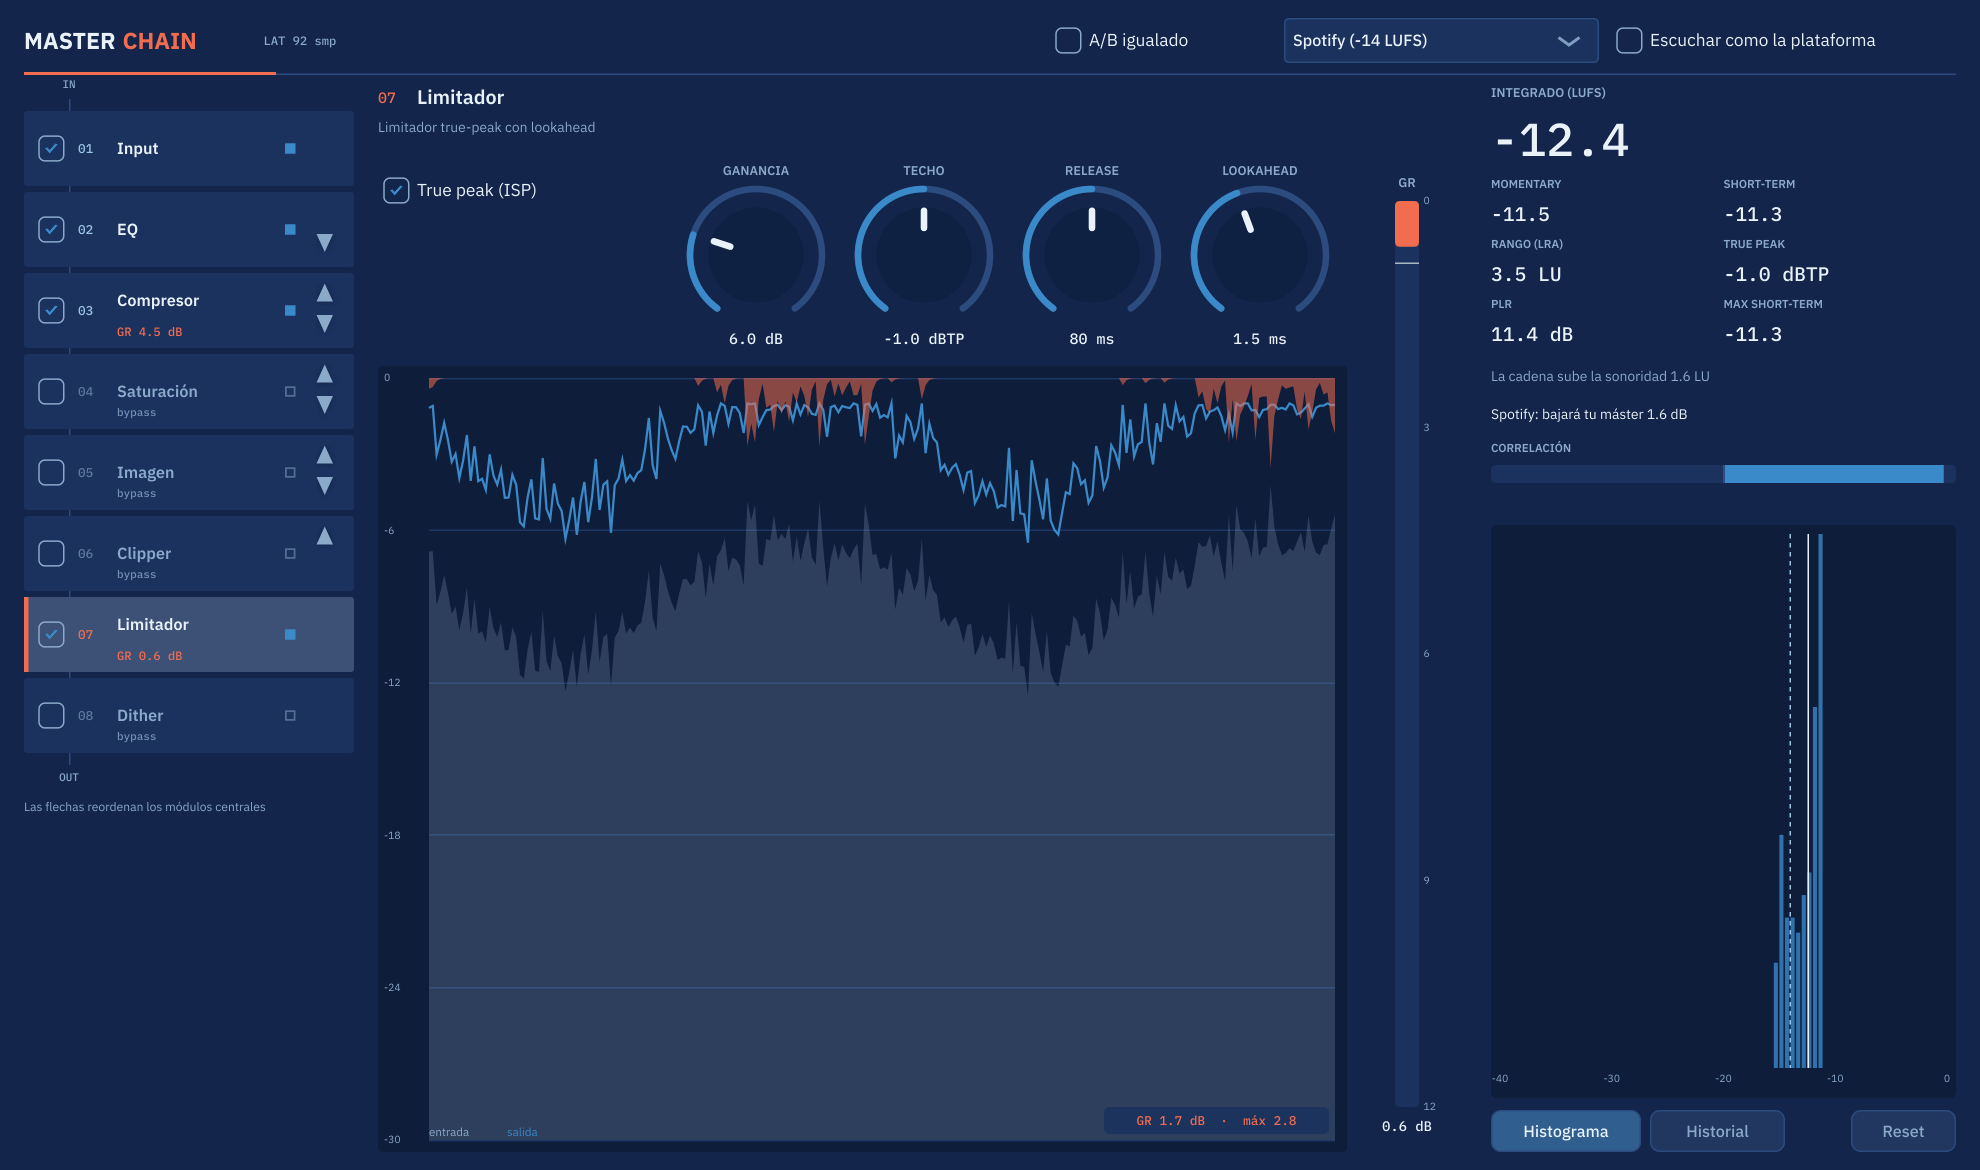 MASTER CHAIN
LAT 92 smp
A/B igualado
Spotify (-14 LUFS)
Escuchar como la plataforma
IN
01 Input
02 EQ
03 Compresor
GR 4.5 dB
04 Saturación
bypass
05 Imagen
bypass
06 Clipper
bypass
07 Limitador
GR 0.6 dB
08 Dither
bypass
OUT
Las flechas reordenan los módulos centrales
07 Limitador
Limitador true-peak con lookahead
True peak (ISP)
GANANCIA
6.0 dB
TECHO
-1.0 dBTP
RELEASE
80 ms
LOOKAHEAD
1.5 ms
0
-6
-12
-18
-24
-30
entrada
salida
GR 1.7 dB · máx 2.8
GR
0
3
6
9
12
0.6 dB
INTEGRADO (LUFS)
-12.4
MOMENTARY
-11.5
SHORT-TERM
-11.3
RANGO (LRA)
3.5 LU
TRUE PEAK
-1.0 dBTP
PLR
11.4 dB
MAX SHORT-TERM
-11.3
La cadena sube la sonoridad 1.6 LU
Spotify: bajará tu máster 1.6 dB
CORRELACIÓN
-40 -30 -20 -10 0
Histograma
Historial
Reset